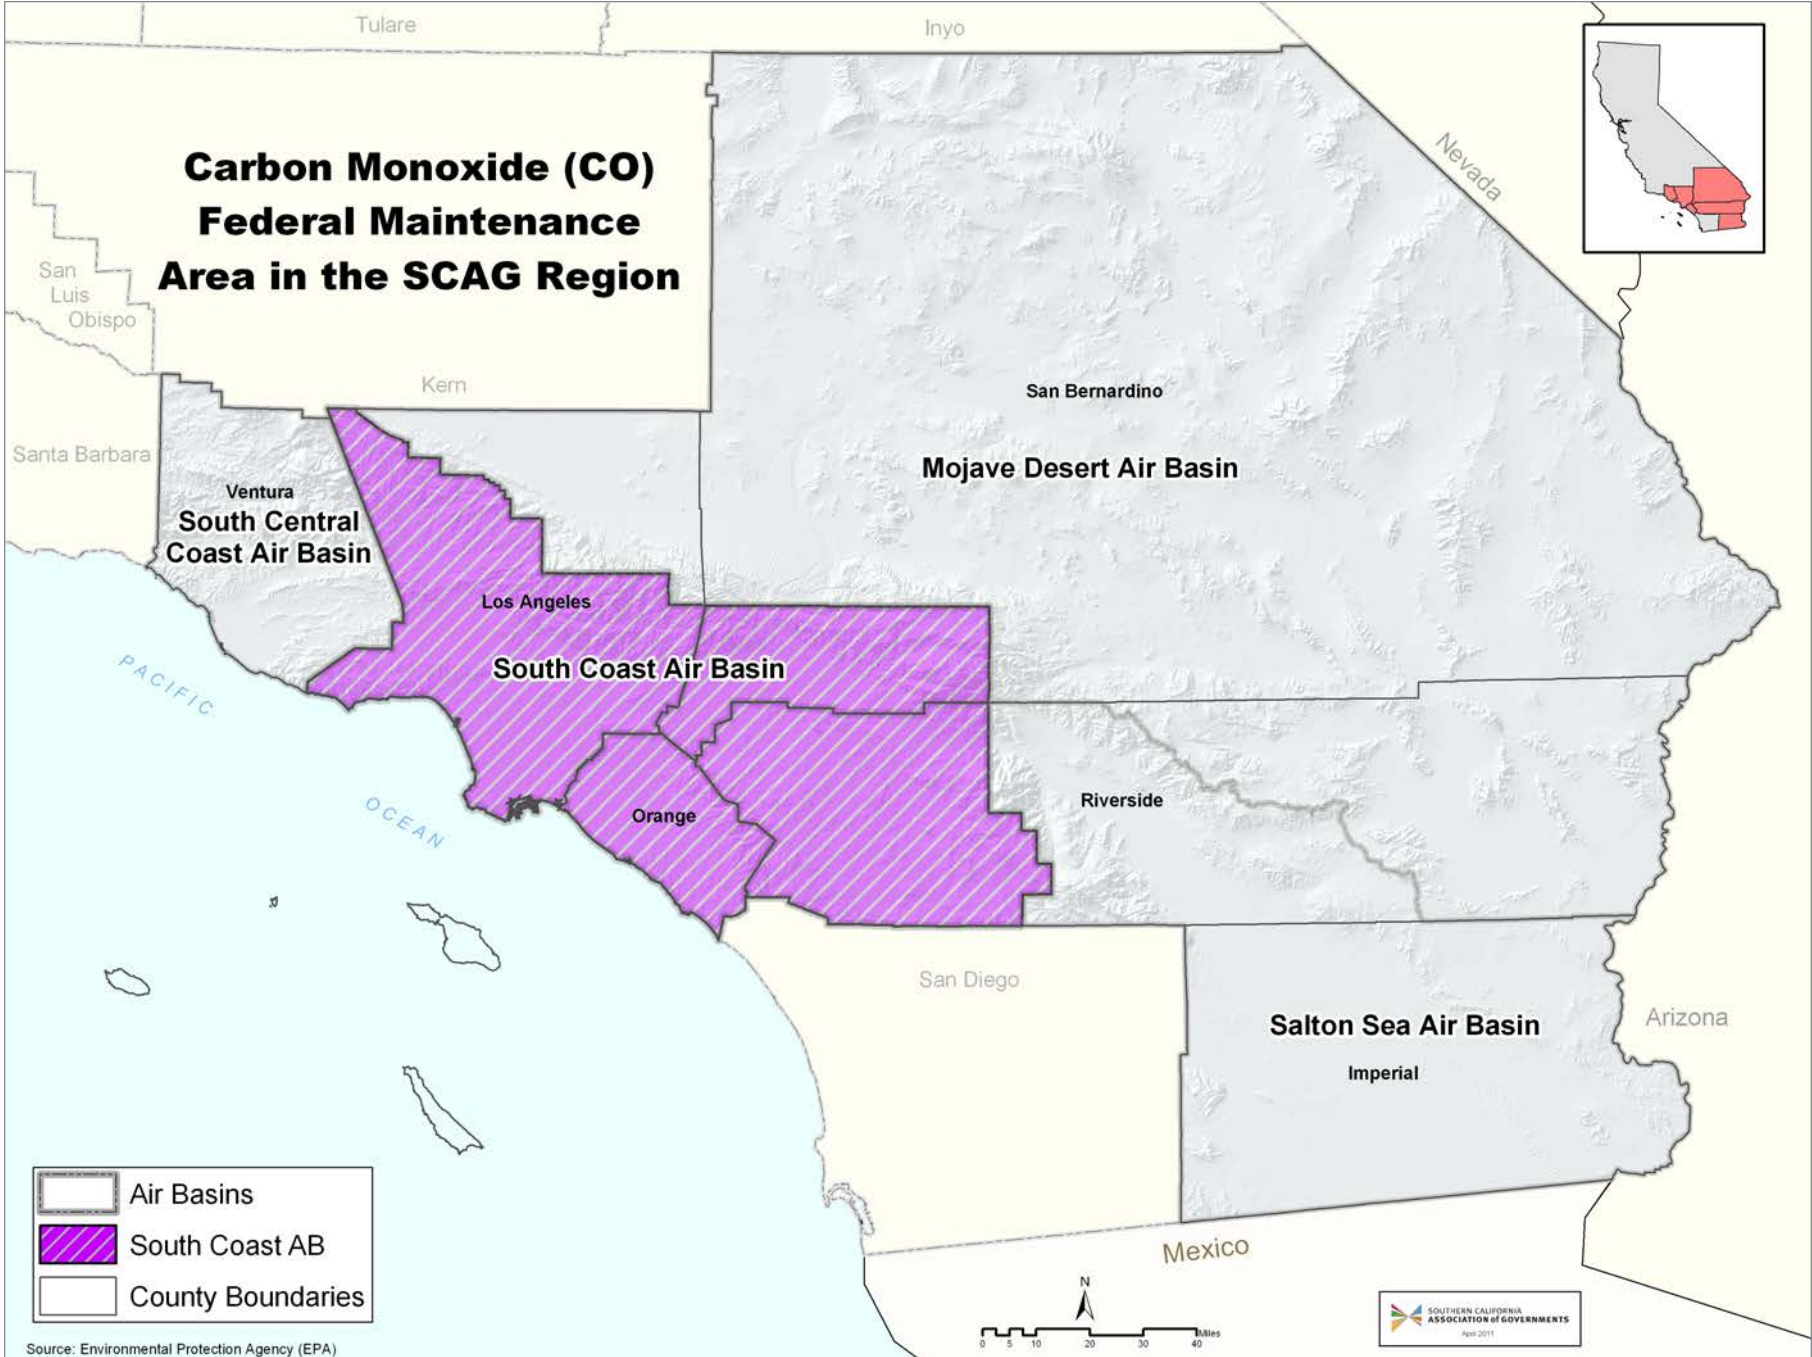 Tulare
Inyo
Carbon Monoxide (CO)
Federal Maintenance
Area in the SCAG Region
Nevada
San
Luis
Obispo
Kern
San Bernardino
Santa Barbara
Mojave Desert Air Basin
Ventura
South Central
Coast Air Basin
Los Angeles
South Coast Air Basin
PACIFIC
OCEAN
Orange
Riverside
San Diego
Salton Sea Air Basin
Arizona
Imperial
Air Basins
South Coast AB
County Boundaries
Mexico
N
Miles
0 5 10 20 30 40
SOUTHERN CALIFORNIA
ASSOCIATION of GOVERNMENTS
April 2011
Source: Environmental Protection Agency (EPA)